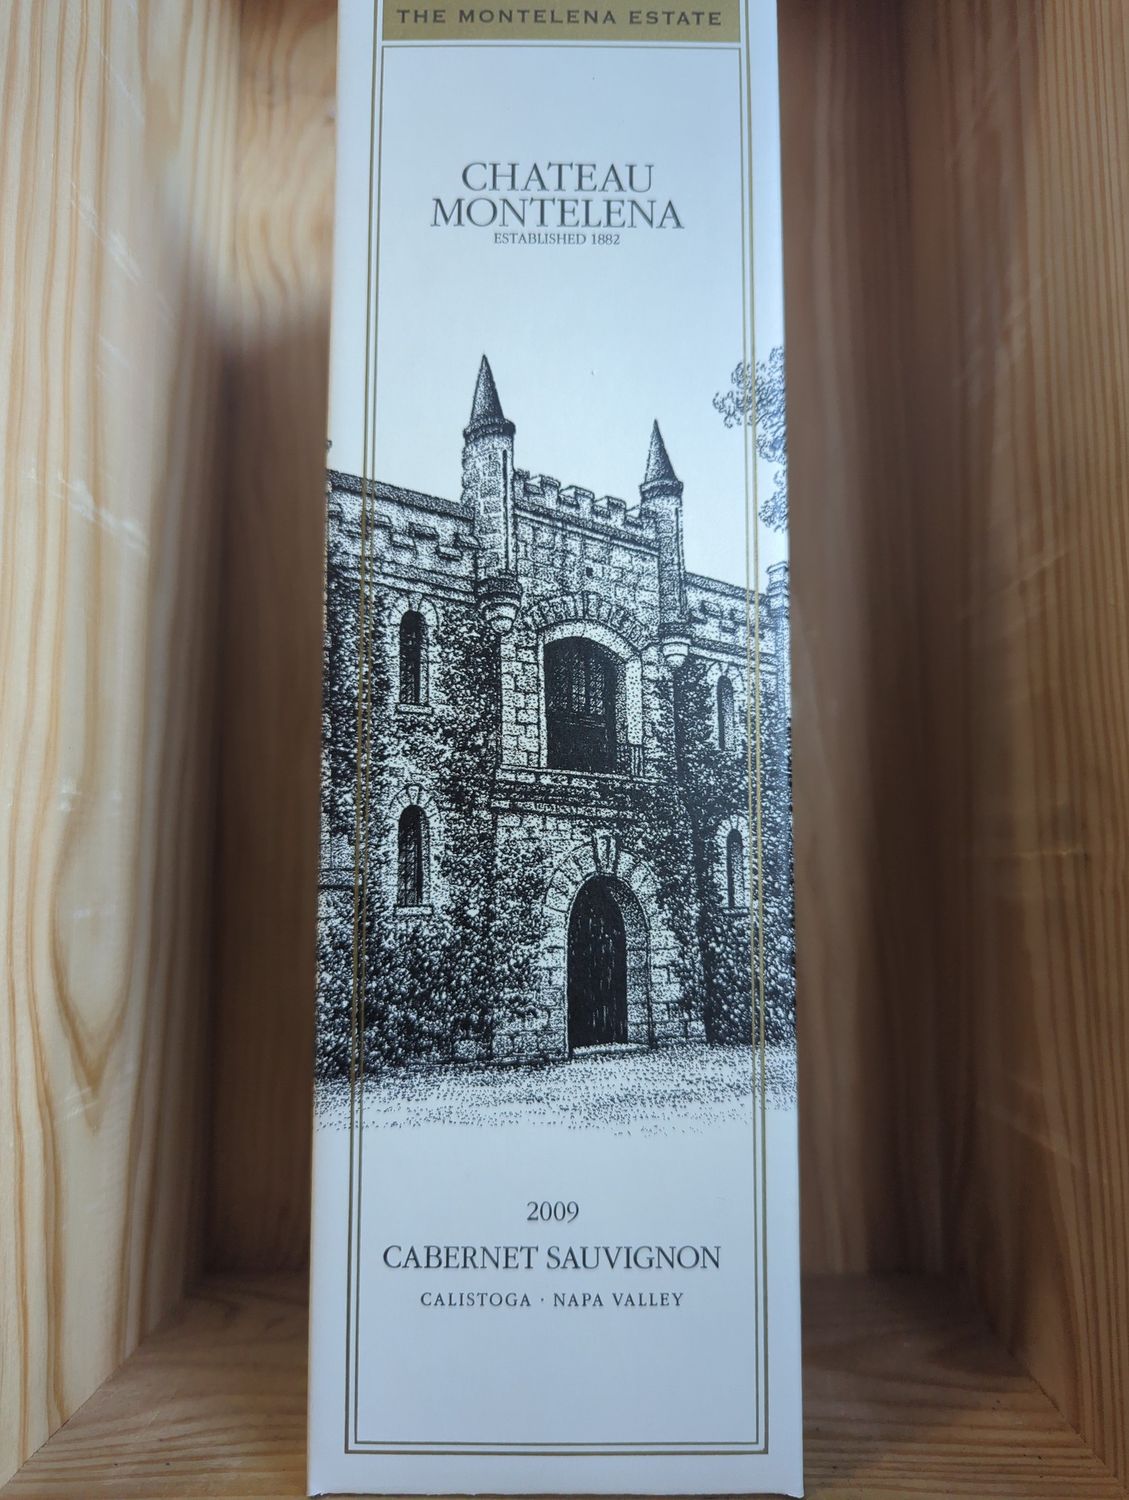 THE MONTELENA ESTATE
CHATEAU
MONTELENA
ESTABLISHED 1882
2009
CABERNET SAUVIGNON
CALISTOGA · NAPA VALLEY